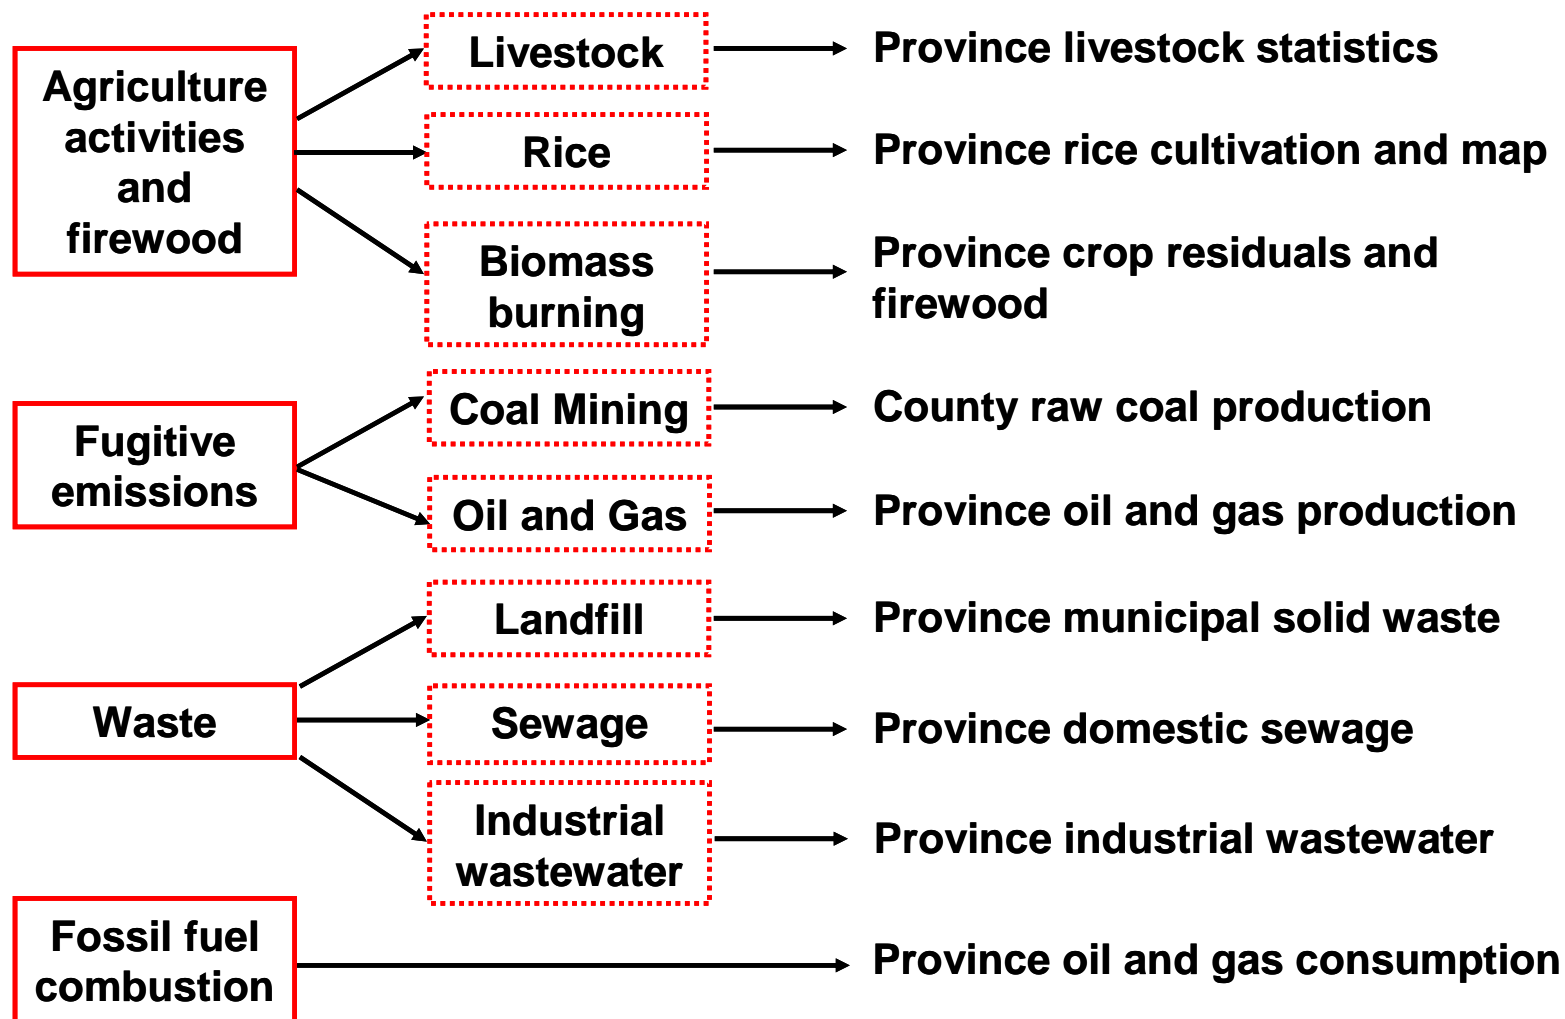 Agriculture
activities
and
firewood
Livestock
Province livestock statistics
Rice
Province rice cultivation and map
Biomass
burning
Province crop residuals and
firewood
Fugitive
emissions
Coal Mining
County raw coal production
Oil and Gas
Province oil and gas production
Waste
Landfill
Province municipal solid waste
Sewage
Province domestic sewage
Industrial
wastewater
Province industrial wastewater
Fossil fuel
combustion
Province oil and gas consumption